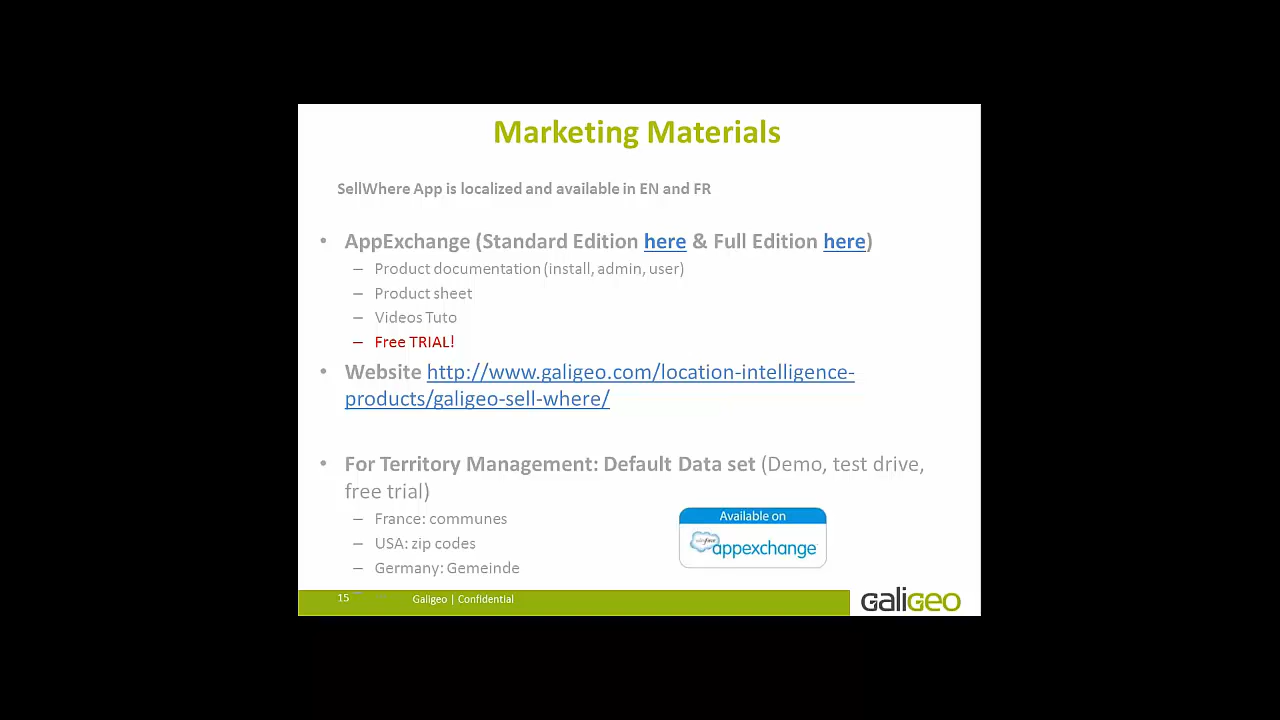 Marketing Materials
SellWhere App is localized and available in EN and FR
• AppExchange (Standard Edition here & Full Edition here)
– Product documentation (install, admin, user)
– Product sheet
– Videos Tuto
– Free TRIAL!
• Website http://www.galigeo.com/location-intelligence-
products/galigeo-sell-where/
• For Territory Management: Default Data set (Demo, test drive,
free trial)
– France: communes
– USA: zip codes
– Germany: Gemeinde
Available on
appexchange
15 Galigeo | Confidential
Galigeo